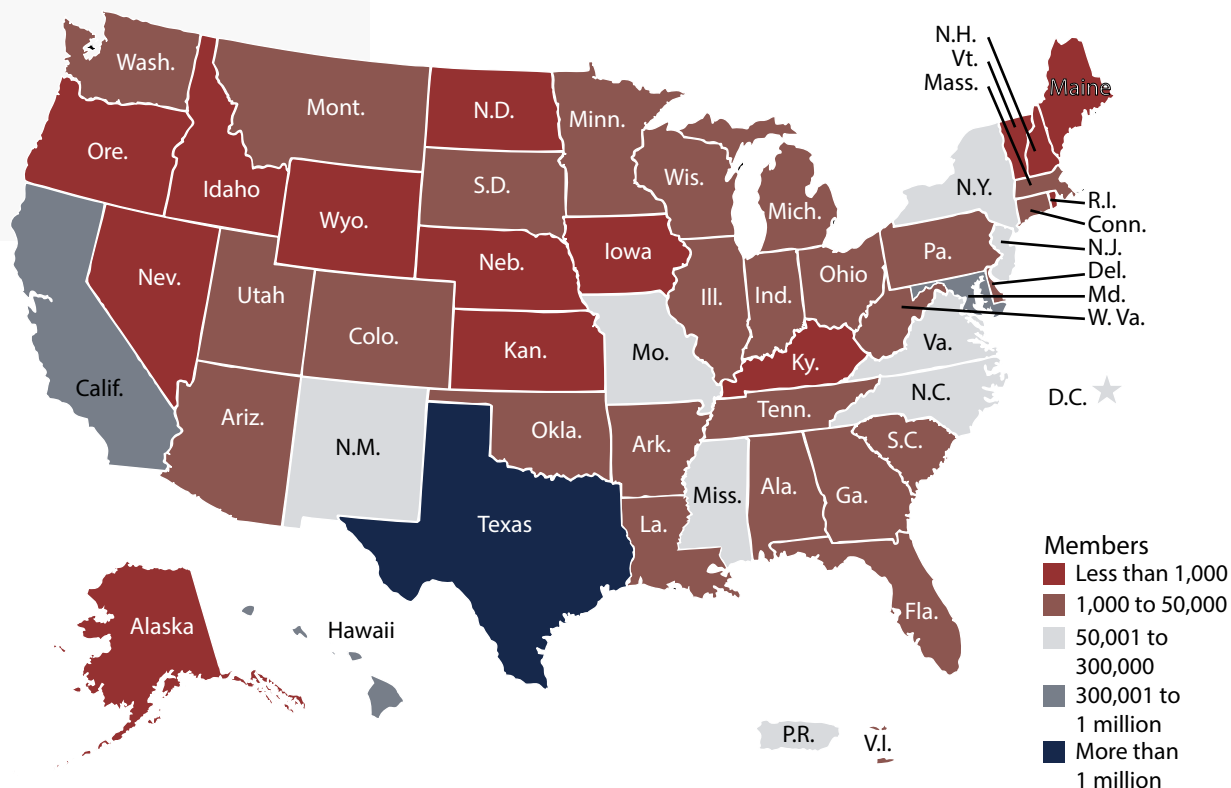 N.H.
Vt.
Mass.
Wash.
Mont.
N.D.
Minn.
Maine
Ore.
Idaho
Wyo.
S.D.
Wis.
Mich.
N.Y.
R.I.
Conn.
N.J.
Del.
Md.
W. Va.
Nev.
Utah
Colo.
Neb.
Iowa
Ill.
Ind.
Ohio
Pa.
Calif.
Kan.
Mo.
Ky.
Va.
Ariz.
N.M.
Okla.
Ark.
Tenn.
N.C.
D.C.
S.C.
Texas
La.
Miss.
Ala.
Ga.
Fla.
Alaska
Hawaii
P.R.
V.I.
Members
Less than 1,000
1,000 to 50,000
50,001 to
300,000
300,001 to
1 million
More than
1 million